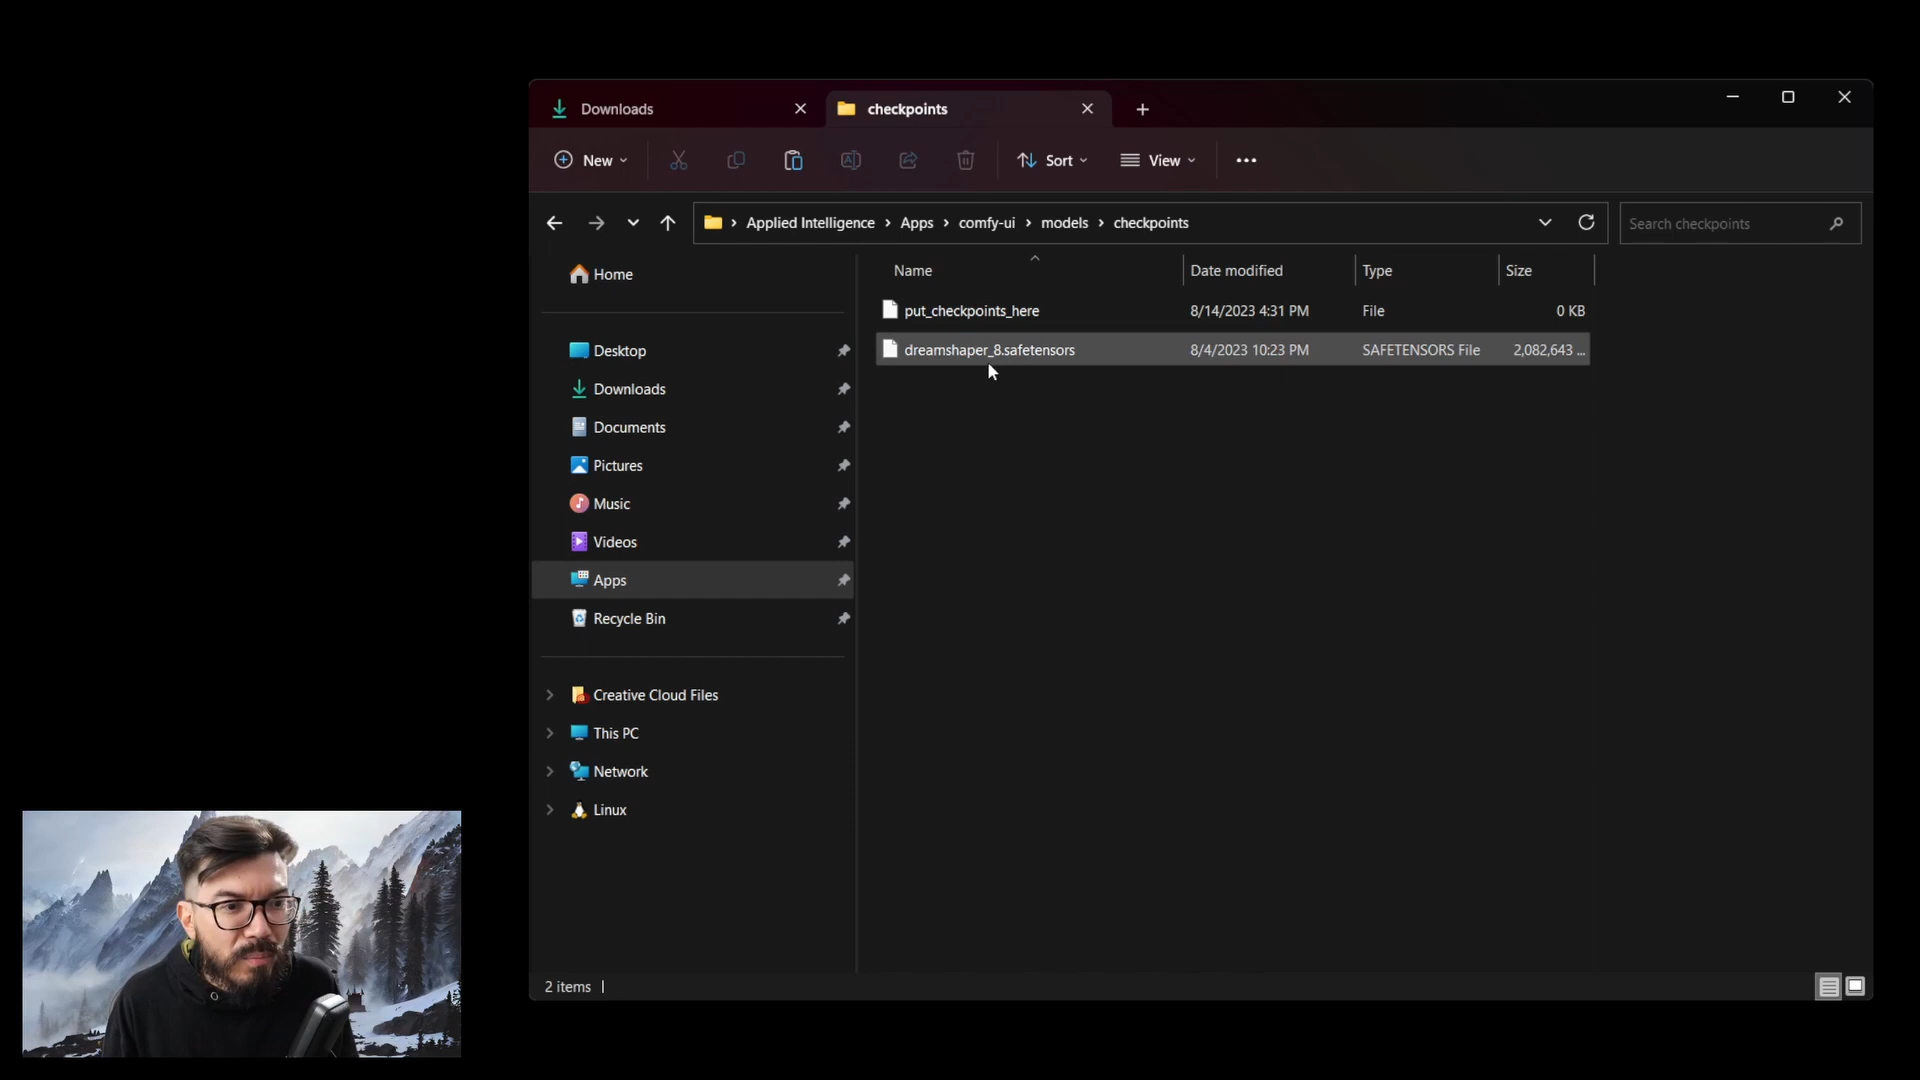 Downloads
checkpoints
New
Sort
View
Applied Intelligence > Apps > comfy-ui > models > checkpoints
Search checkpoints
Home
Desktop
Downloads
Documents
Pictures
Music
Videos
Apps
Recycle Bin
Creative Cloud Files
This PC
Network
Linux
Name Date modified Type Size
put_checkpoints_here 8/14/2023 4:31 PM File 0 KB
dreamshaper_8.safetensors 8/4/2023 10:23 PM SAFETENSORS File 2,082,643 ...
2 items